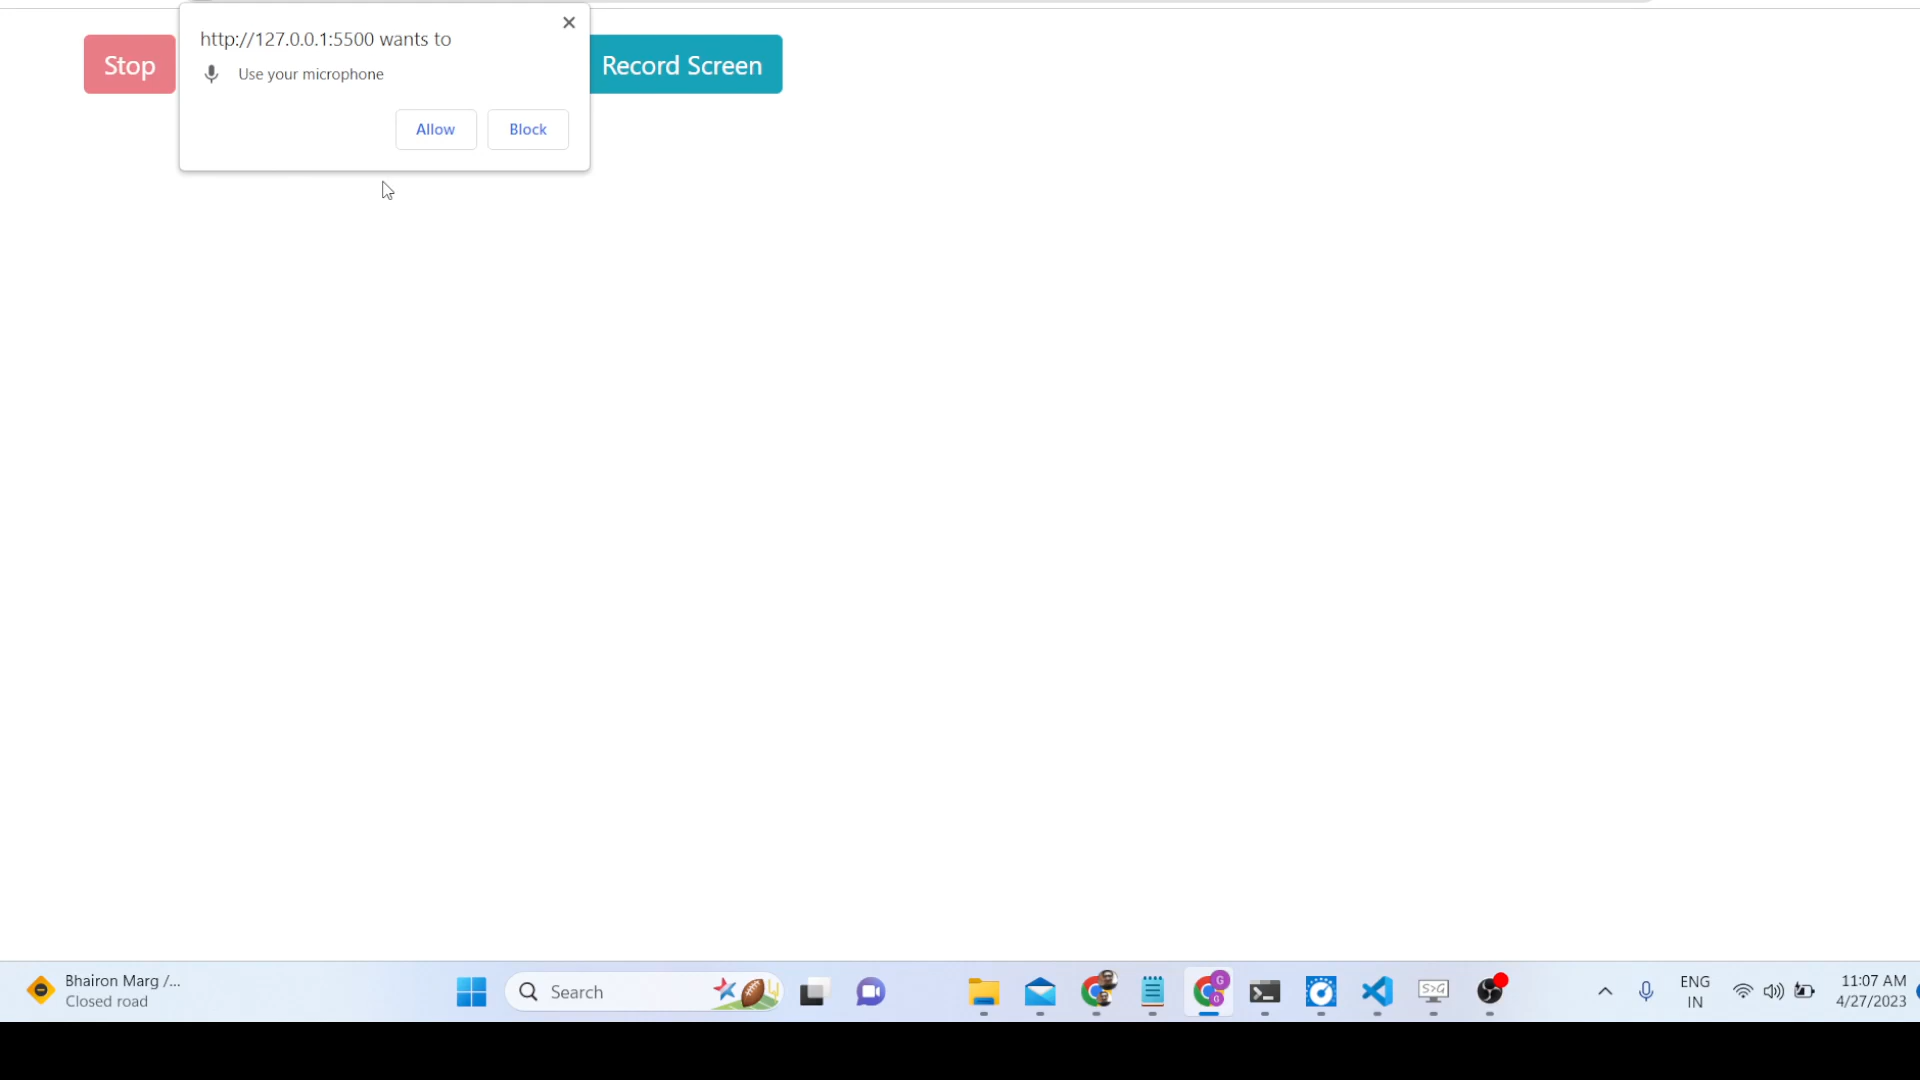 http://127.0.0.1:5500 wants to
Use your microphone
Allow
Block
Stop
Record Screen
Bhairon Marg /...
Closed road
Search
S>G
G
G
ENG
IN
11:07 AM
4/27/2023